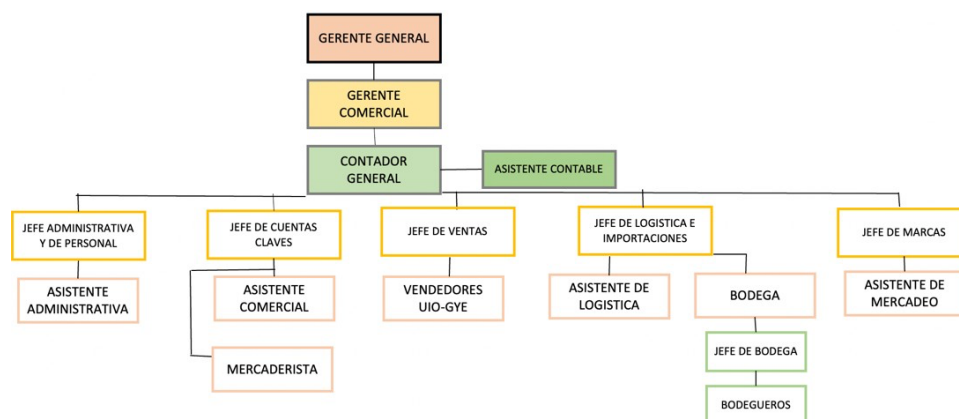 GERENTE GENERAL
GERENTE
COMERCIAL
CONTADOR
GENERAL
ASISTENTE CONTABLE
JEFE ADMINISTRATIVA
Y DE PERSONAL
JEFE DE CUENTAS
CLAVES
JEFE DE VENTAS
JEFE DE LOGISTICA E
IMPORTACIONES
JEFE DE MARCAS
ASISTENTE
ADMINISTRATIVA
ASISTENTE
COMERCIAL
VENDEDORES
UIO-GYE
ASISTENTE DE
LOGISTICA
BODEGA
ASISTENTE DE
MERCADEO
MERCADERISTA
JEFE DE BODEGA
BODEGUEROS